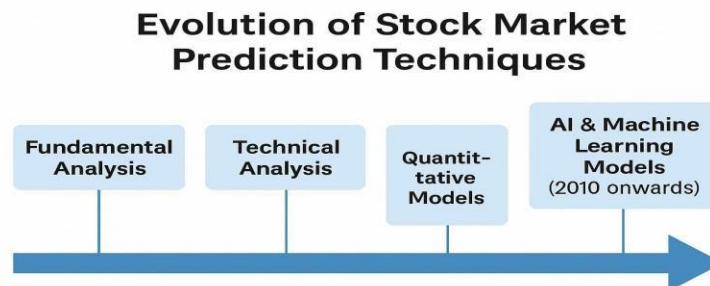 Evolution of Stock Market
Prediction Techniques
Fundamental
Analysis
Technical
Analysis
Quantit-
tative
Models
AI & Machine
Learning
Models
(2010 onwards)